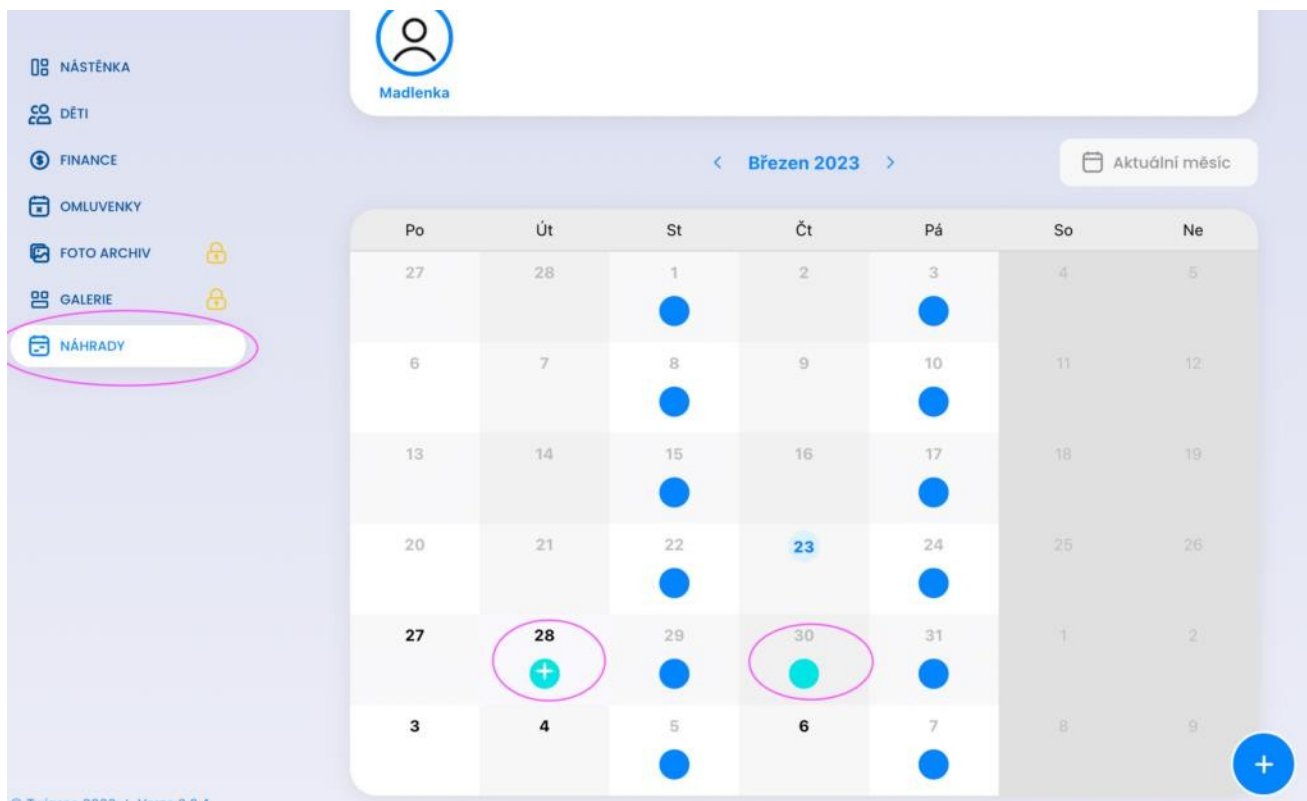 Madlenka
NÁSTĚNKA
DĚTI
FINANCE
OMLUVENKY
FOTO ARCHIV
GALERIE
NÁHRADY
Březen 2023
Aktuální měsíc
Po Út St Čt Pá So Ne
27 28 1 2 3 4 5
6 7 8 9 10 11 12
13 14 15 16 17 18 19
20 21 22 23 24 25 26
27 28 29 30 31 1 2
3 4 5 6 7 8 9